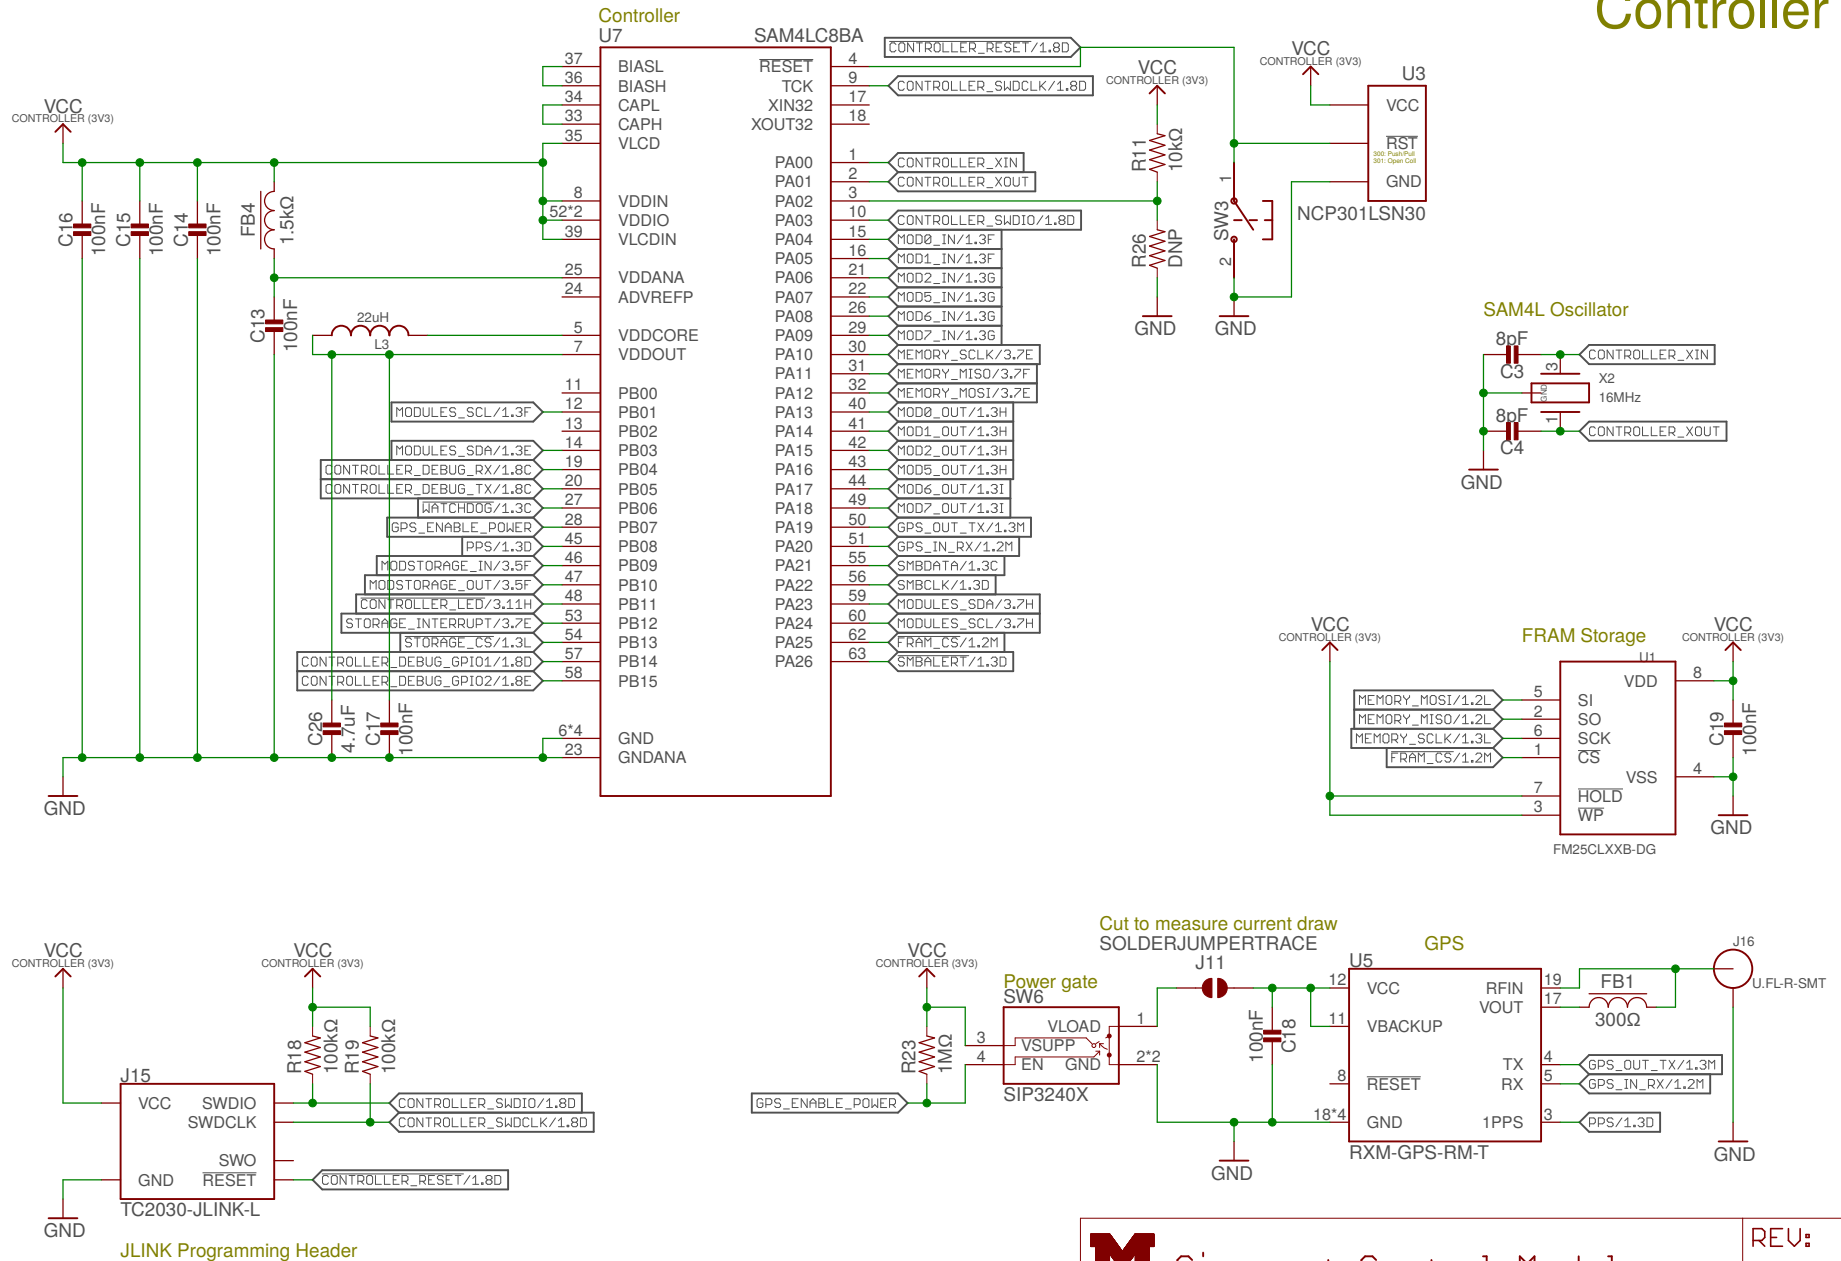 Controller
Controller
U7
SAM4LC8BA
37 BIASL
36 BIASH
34 CAPL
33 CAPH
35 VLCD
8 VDDIN
52*2 VDDIO
39 VLCDIN
25 VDDANA
24 ADVREFP
5 VDDCORE
7 VDDOUT
11 PB00
MODULES_SCL/1.3F 12 PB01
13 PB02
MODULES_SDA/1.3E 14 PB03
CONTROLLER_DEBUG_RX/1.8C 19 PB04
CONTROLLER_DEBUG_TX/1.8C 20 PB05
WATCHDOG/1.3C 27 PB06
GPS_ENABLE_POWER 28 PB07
PPS/1.3D 45 PB08
MODSTORAGE_IN/3.5F 46 PB09
MODSTORAGE_OUT/3.5F 47 PB10
CONTROLLER_LED/3.11H 48 PB11
STORAGE_INTERRUPT/3.7E 53 PB12
STORAGE_CS/1.3L 54 PB13
CONTROLLER_DEBUG_GPIO1/1.8D 57 PB14
CONTROLLER_DEBUG_GPIO2/1.8E 58 PB15
6*4 GND
23 GNDANA
RESET 4 CONTROLLER_RESET/1.8D
TCK 9 CONTROLLER_SWDCLK/1.8D
XIN32 17
XOUT32 18
PA00 1 CONTROLLER_XIN
PA01 2 CONTROLLER_XOUT
PA02 3
PA03 10 CONTROLLER_SWDIO/1.8D
PA04 15 MOD0_IN/1.3F
PA05 16 MOD1_IN/1.3F
PA06 21 MOD2_IN/1.3G
PA07 22 MOD5_IN/1.3G
PA08 26 MOD6_IN/1.3G
PA09 29 MOD7_IN/1.3G
PA10 30 MEMORY_SCLK/3.7E
PA11 31 MEMORY_MISO/3.7F
PA12 32 MEMORY_MOSI/3.7E
PA13 40 MOD0_OUT/1.3H
PA14 41 MOD1_OUT/1.3H
PA15 42 MOD2_OUT/1.3H
PA16 43 MOD5_OUT/1.3H
PA17 44 MOD6_OUT/1.3I
PA18 49 MOD7_OUT/1.3I
PA19 50 GPS_OUT_TX/1.3M
PA20 51 GPS_IN_RX/1.2M
PA21 55 SMBDATA/1.3C
PA22 56 SMBCLK/1.3D
PA23 59 MODULES_SDA/3.7H
PA24 60 MODULES_SCL/3.7H
PA25 62 FRAM_CS/1.2M
PA26 63 SMBALERT/1.3D
VCC
CONTROLLER (3V3)
C16 100nF
C15 100nF
C14 100nF
FB4 1.5kΩ
C13 100nF
22uH
L3
C26 4.7uF
C17 100nF
GND
VCC
CONTROLLER (3V3)
R11 10kΩ
R26 DNP
GND
SW3
1
2
GND
VCC
CONTROLLER (3V3)
U3
VCC
RST
300: Push/Pull
301: Open Coll
GND
NCP301LSN30
SAM4L Oscillator
8pF
C3
CONTROLLER_XIN
3
GND
X2
16MHz
8pF
C4
1
CONTROLLER_XOUT
GND
VCC
CONTROLLER (3V3)
FRAM Storage
VCC
CONTROLLER (3V3)
U1
VDD 8
MEMORY_MOSI/1.2L 5 SI
MEMORY_MISO/1.2L 2 SO
MEMORY_SCLK/1.3L 6 SCK
FRAM_CS/1.2M 1 CS
VSS 4
7 HOLD
3 WP
C19 100nF
GND
FM25CLXXB-DG
VCC
CONTROLLER (3V3)
VCC
CONTROLLER (3V3)
R18 100kΩ
R19 100kΩ
J15
VCC SWDIO CONTROLLER_SWDIO/1.8D
SWDCLK CONTROLLER_SWDCLK/1.8D
SWO
GND RESET CONTROLLER_RESET/1.8D
TC2030-JLINK-L
GND
JLINK Programming Header
VCC
CONTROLLER (3V3)
R23 1MΩ
GPS_ENABLE_POWER
Power gate
SW6
VLOAD 1
3 VSUPP
4 EN GND 2*2
SIP3240X
Cut to measure current draw
SOLDERJUMPERTRACE
J11
100nF C18
GND
GPS
U5
12 VCC RFIN 19
VOUT 17
11 VBACKUP
TX 4 GPS_OUT_TX/1.3M
8 RESET RX 5 GPS_IN_RX/1.2M
18*4 GND 1PPS 3 PPS/1.3D
RXM-GPS-RM-T
FB1
300Ω
J16
U.FL-R-SMT
GND
REV: